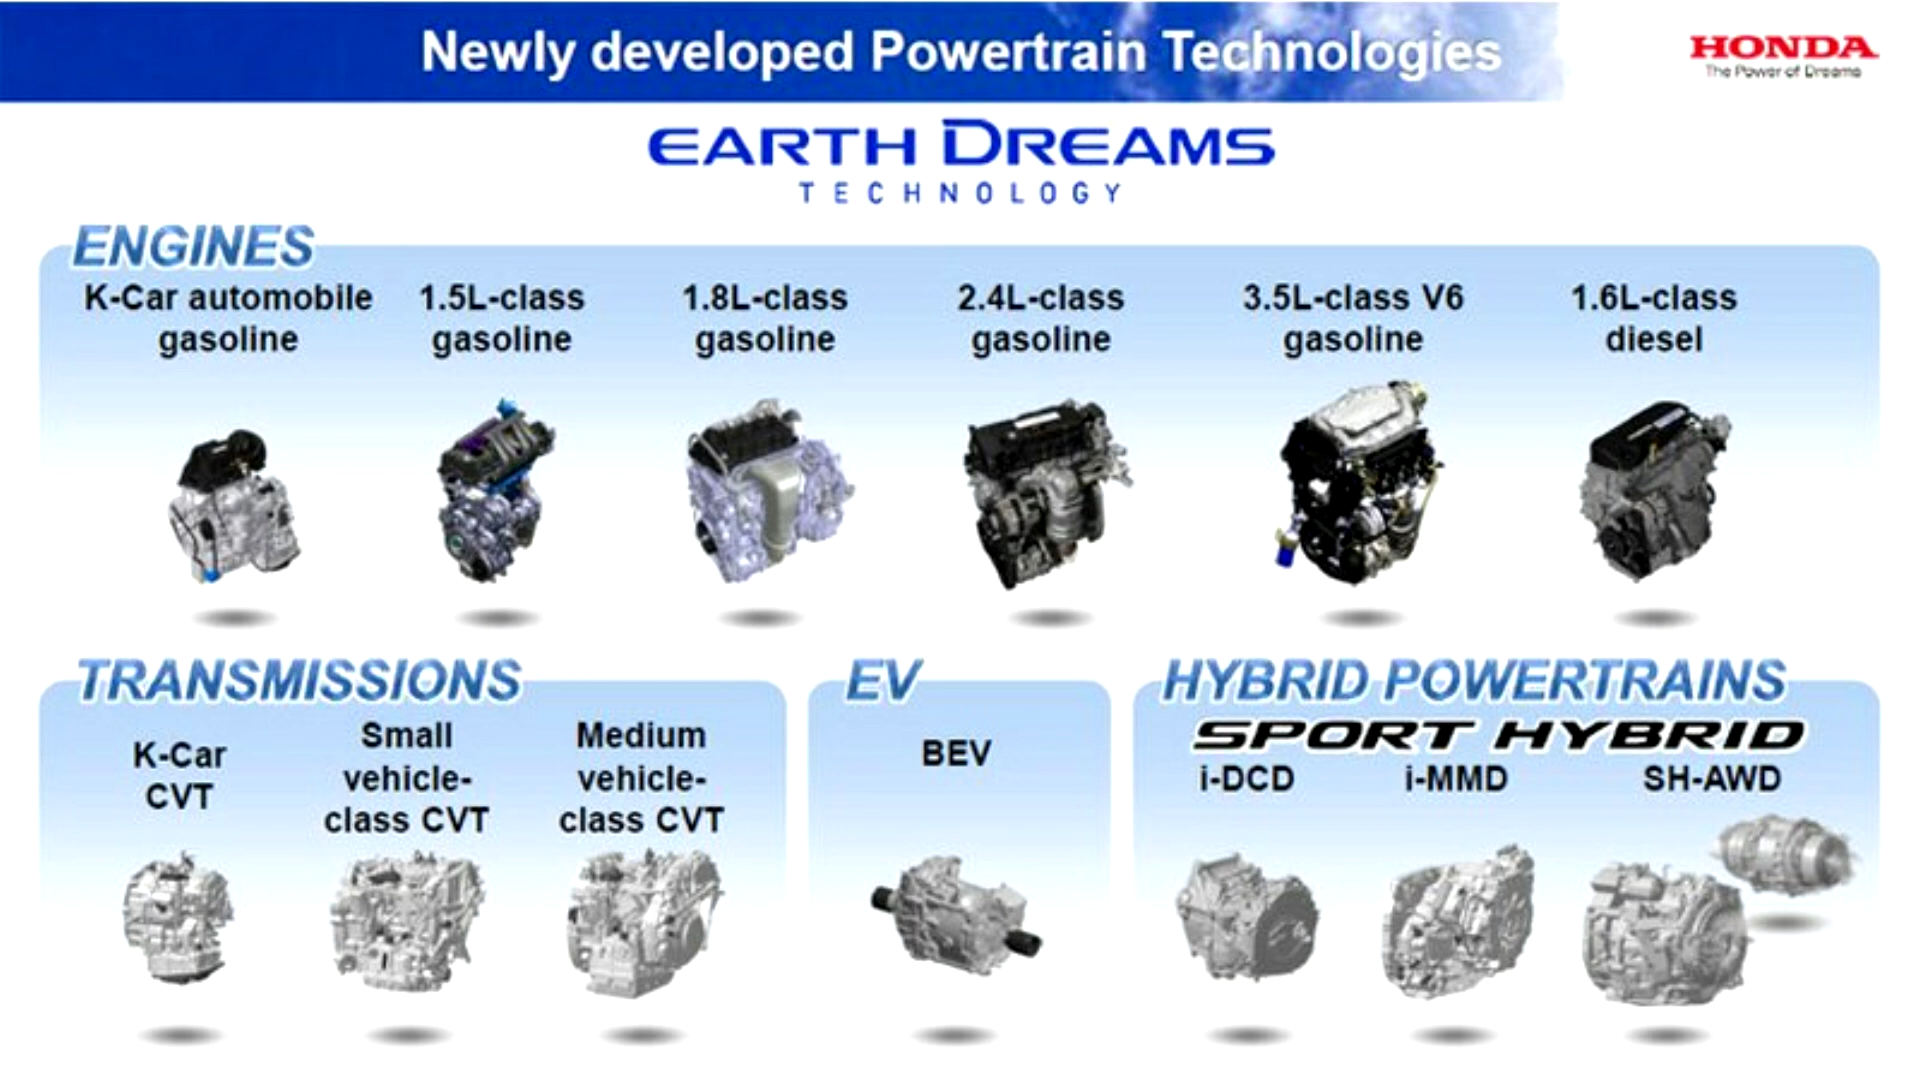 Newly developed Powertrain Technologies
HONDA
The Power of Dreams
EARTH DREAMS
TECHNOLOGY
ENGINES
K-Car automobile
gasoline
1.5L-class
gasoline
1.8L-class
gasoline
2.4L-class
gasoline
3.5L-class V6
gasoline
1.6L-class
diesel
TRANSMISSIONS
K-Car
CVT
Small
vehicle-
class CVT
Medium
vehicle-
class CVT
EV
BEV
HYBRID POWERTRAINS
SPORT HYBRID
i-DCD
i-MMD
SH-AWD